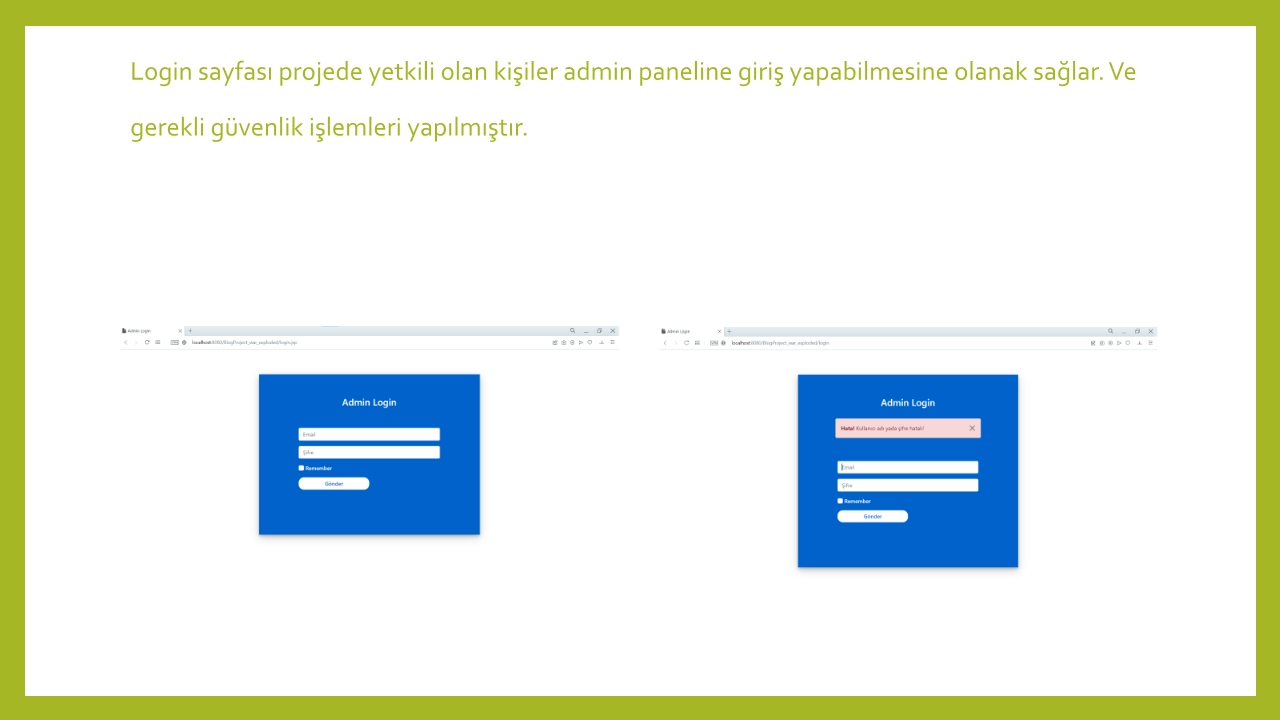 Login sayfası projede yetkili olan kişiler admin paneline giriş yapabilmesine olanak sağlar. Ve
gerekli güvenlik işlemleri yapılmıştır.
Admin Login
localhost:8080/BlogProject_war_exploded/login.jsp
Admin Login
Email
Şifre
Remember
Gönder
Admin Login
localhost:8080/BlogProject_war_exploded/login
Admin Login
Hata! Kullanıcı adı yada şifre hatalı!
Email
Şifre
Remember
Gönder